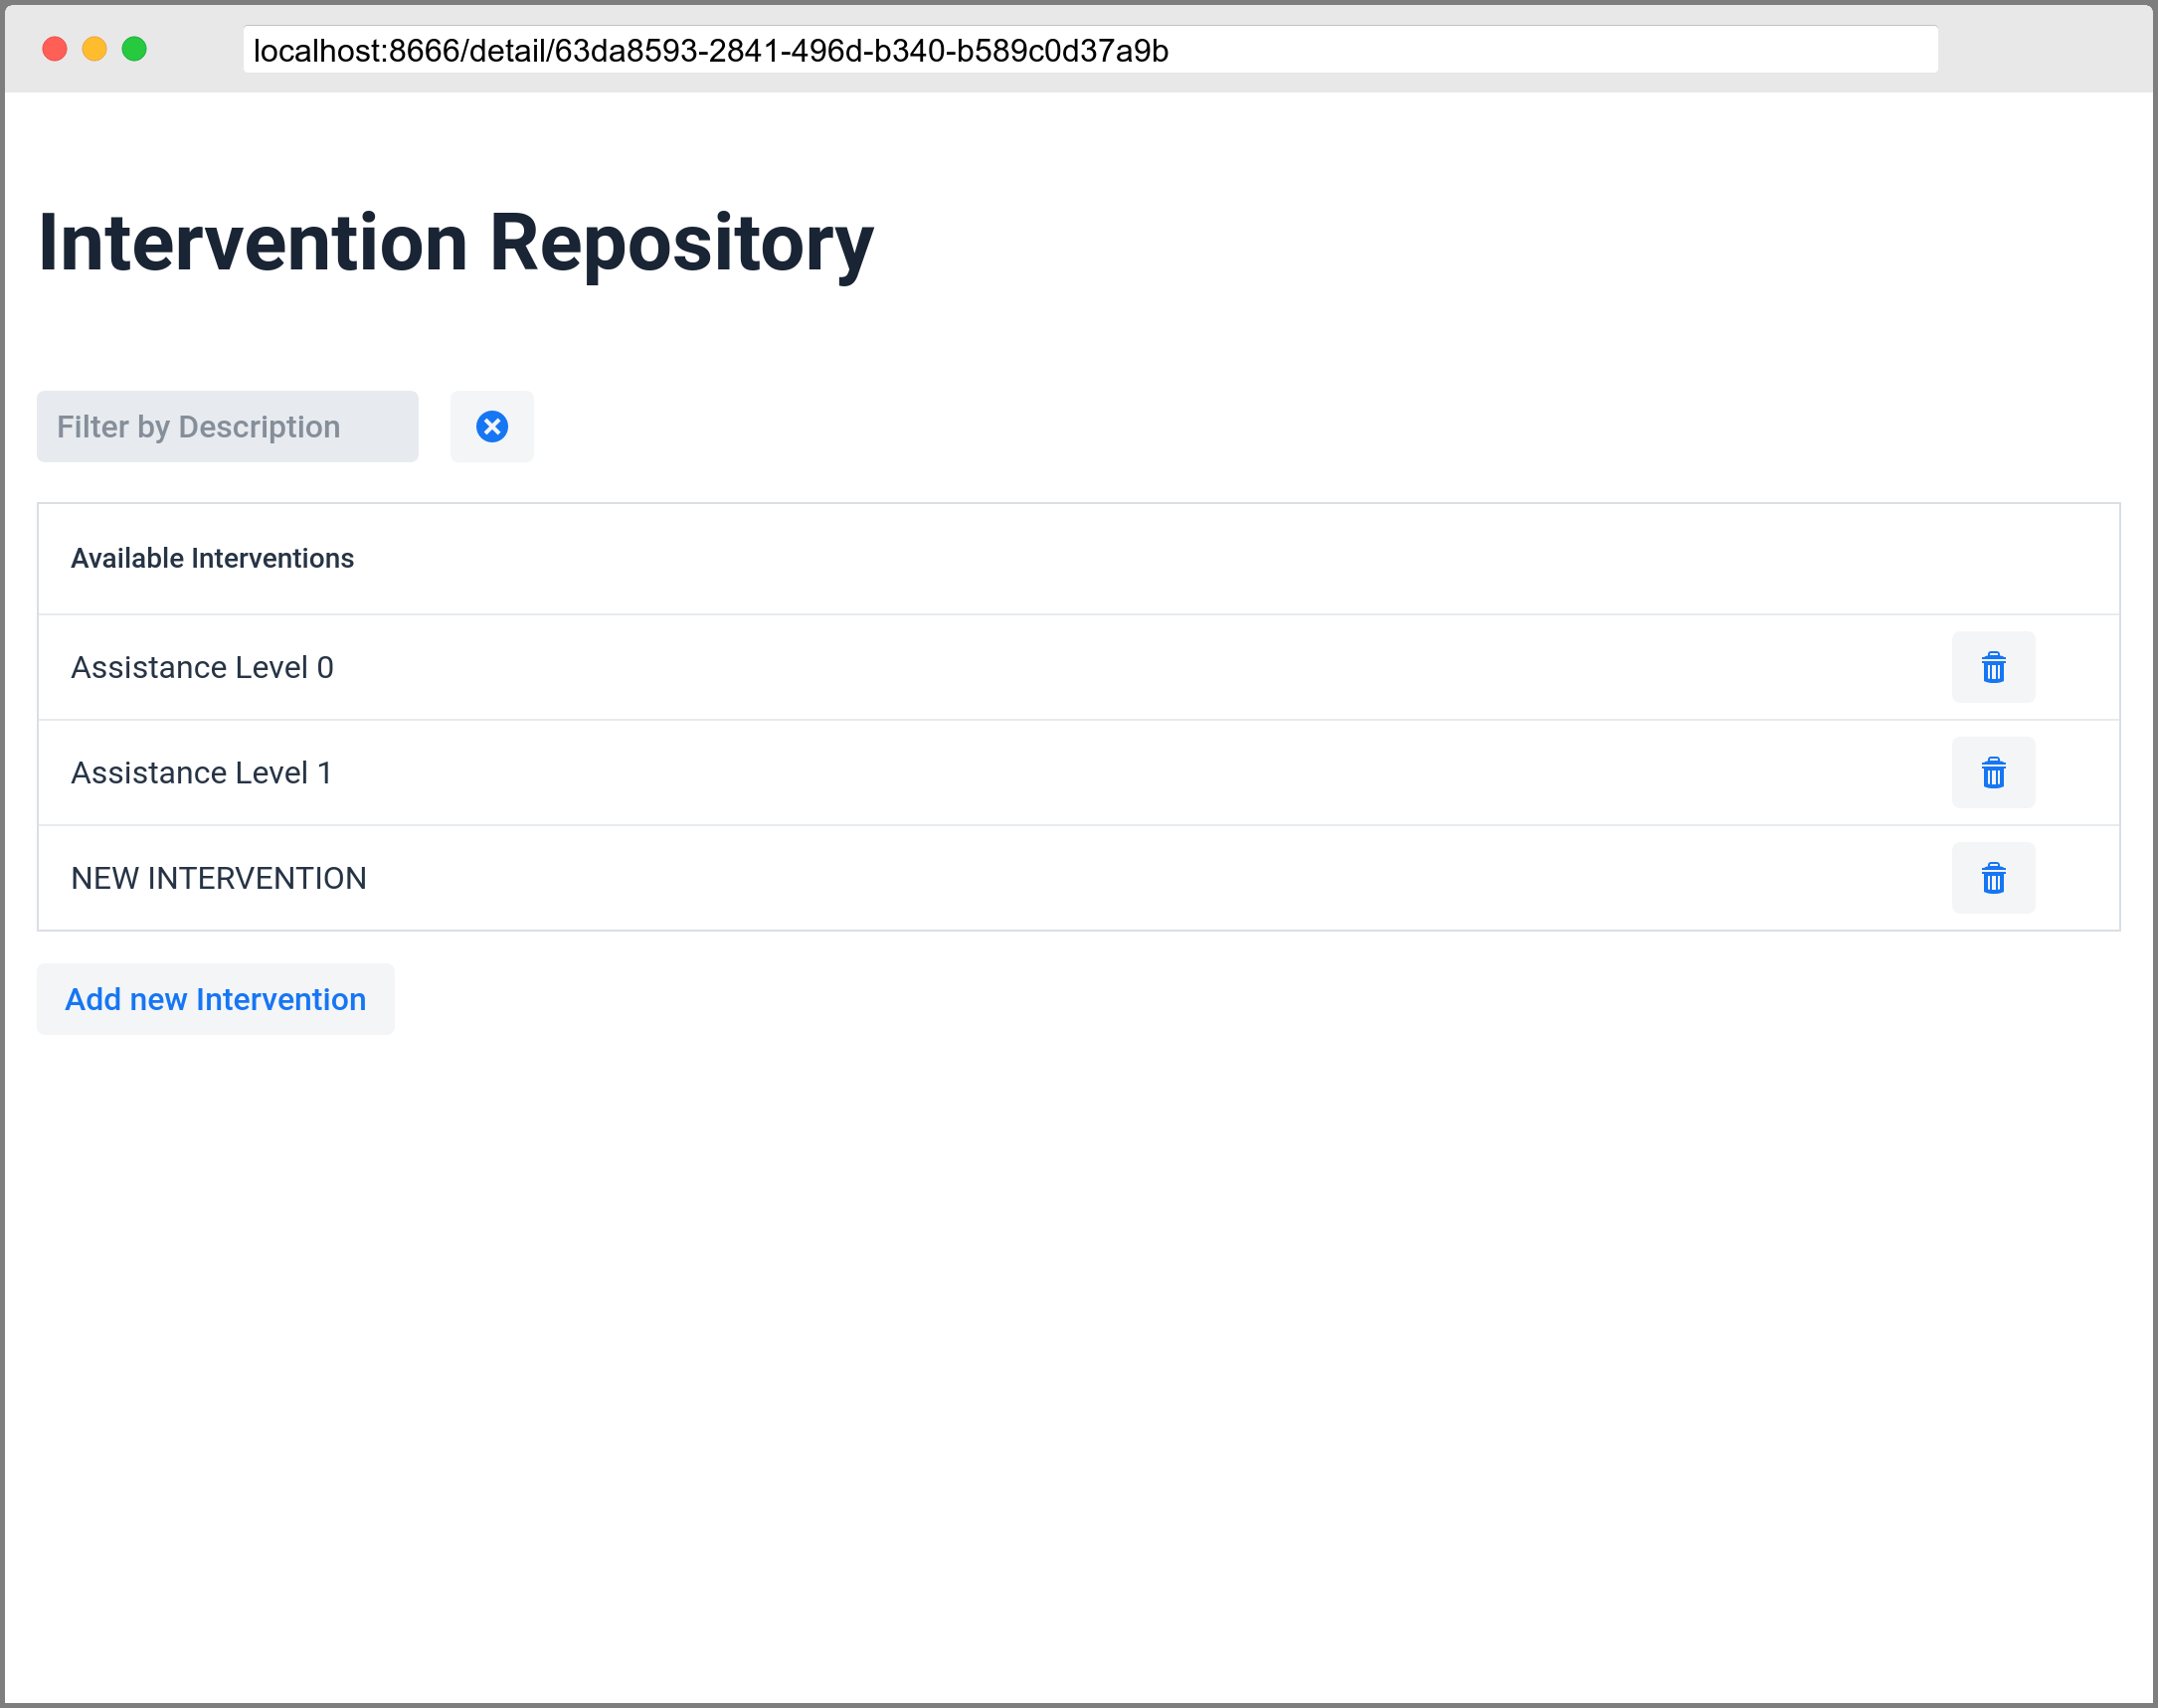 localhost:8666/detail/63da8593-2841-496d-b340-b589c0d37a9b
Intervention Repository
Filter by Description
Available Interventions
Assistance Level 0
Assistance Level 1
NEW INTERVENTION
Add new Intervention